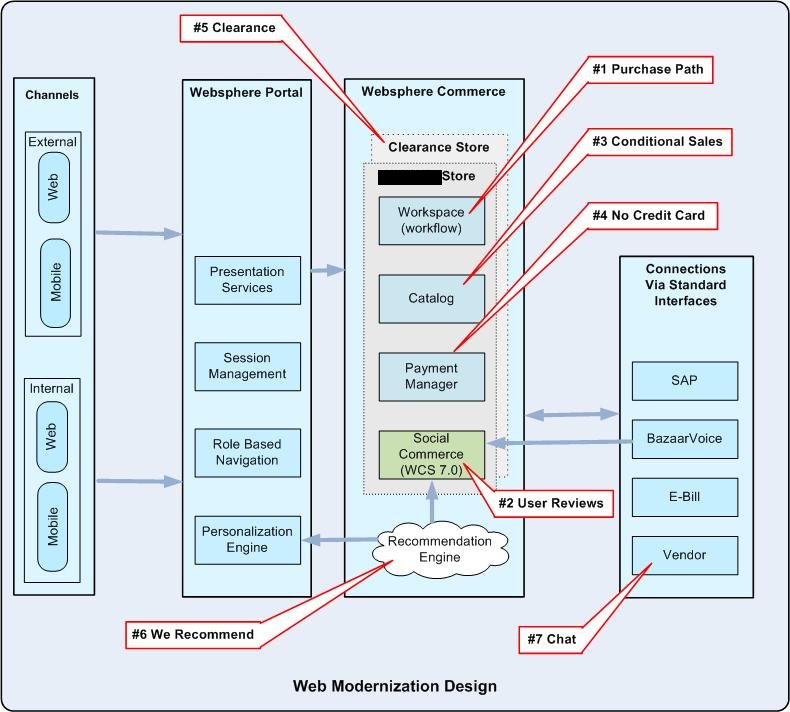 #5 Clearance
#1 Purchase Path
#3 Conditional Sales
#4 No Credit Card
Channels
External
Web
Mobile
Internal
Web
Mobile
Websphere Portal
Presentation
Services
Session
Management
Role Based
Navigation
Personalization
Engine
Websphere Commerce
Clearance Store
Store
Workspace
(workflow)
Catalog
Payment
Manager
Social
Commerce
(WCS 7.0)
#2 User Reviews
Recommendation
Engine
Connections
Via Standard
Interfaces
SAP
BazaarVoice
E-Bill
Vendor
#6 We Recommend
#7 Chat
Web Modernization Design